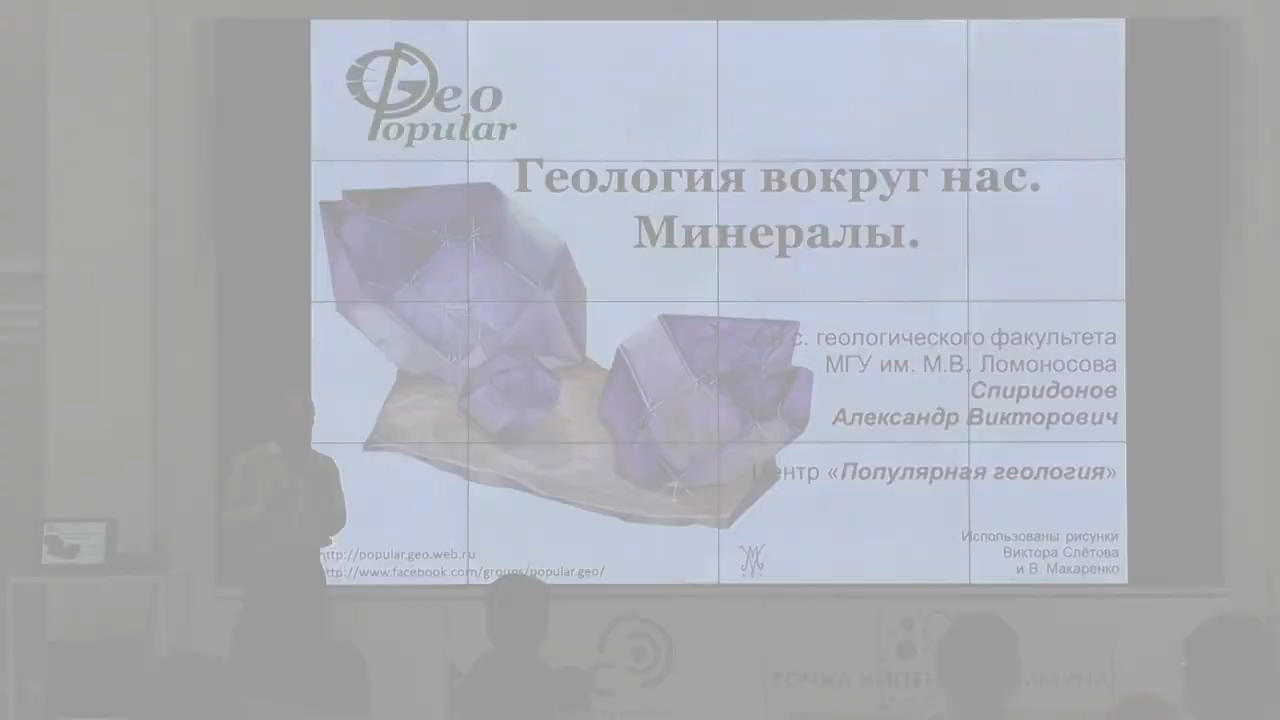 Geo
Popular
Геология вокруг нас.
Минералы.
с. геологического факультета
МГУ им. М.В. Ломоносова
Спиридонов
Александр Викторович
Центр «Популярная геология»
Использованы рисунки
Виктора Слётова
и В. Макаренко
http://popular.geo.web.ru
http://www.facebook.com/groups/popular.geo/
ТОЧКА